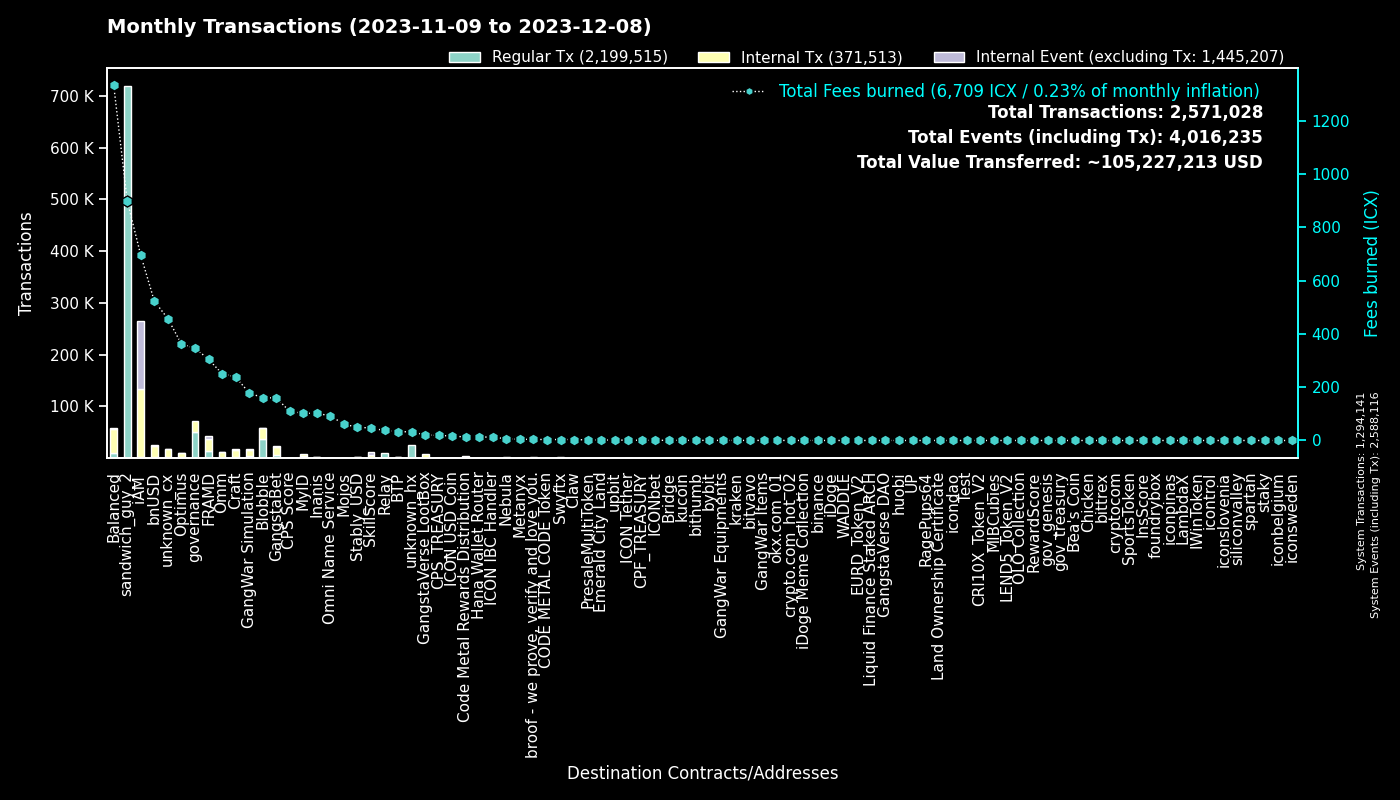 Monthly Transactions (2023-11-09 to 2023-12-08)
Regular Tx (2,199,515)
Internal Tx (371,513)
Internal Event (excluding Tx: 1,445,207)
Total Fees burned (6,709 ICX / 0.23% of monthly inflation)
Total Transactions: 2,571,028
Total Events (including Tx): 4,016,235
Total Value Transferred: ~105,227,213 USD
Transactions
700 K
600 K
500 K
400 K
300 K
200 K
100 K
1200
1000
800
600
400
200
0
Fees burned (ICX)
System Transactions: 1,294,141
System Events (including Tx): 2,588,116
Balanced
sandwich_guy_2
IAM
bnUSD
unknown_cx
Optimus
governance
FRAMD
Omm
Craft
GangWar Simulation
Blobble
GangstaBet
CPS Score
MyID
Inanis
Omni Name Service
Mojos
Stably_USD
SkillScore
Relay
BTP
unknown_hx
GangstaVerse LootBox
CPS_TREASURY
ICON_USD_Coin
Code Metal Rewards Distribution
Hana Wallet Router
ICON IBC Handler
Nebula
Metanyx
broof - we prove, verify and love you.
CODE METAL CODE Token
Swyftx
Claw
PresaleMultiToken
Emerald City Land
upbit
ICON_Tether
CPF_TREASURY
ICONbet
Bridge
kucoin
bithumb
bybit
GangWar Equipments
kraken
bitvavo
GangWar Items
okx.com_01
crypto.com_hot_02
iDoge Meme Collection
binance
iDoge
WADDLE
EURD_Token_V2
Liquid Finance Staked ARCH
GangstaVerse DAO
huobi
UP
RagePups64
Land Ownership Certificate
icondao
Test
CRI10X_Token_V2
MIBCubie
LEND5_Token_V2
OLO_Collection
RewardScore
gov_genesis
gov_treasury
Bea's Coin
Chicken
bittrex
cryptocom
SportsToken
InsScore
foundrybox
iconpinas
LambdaX
IWinToken
icontrol
iconslovenia
siliconvalley
spartan
staky
iconbelgium
iconsweden
Destination Contracts/Addresses